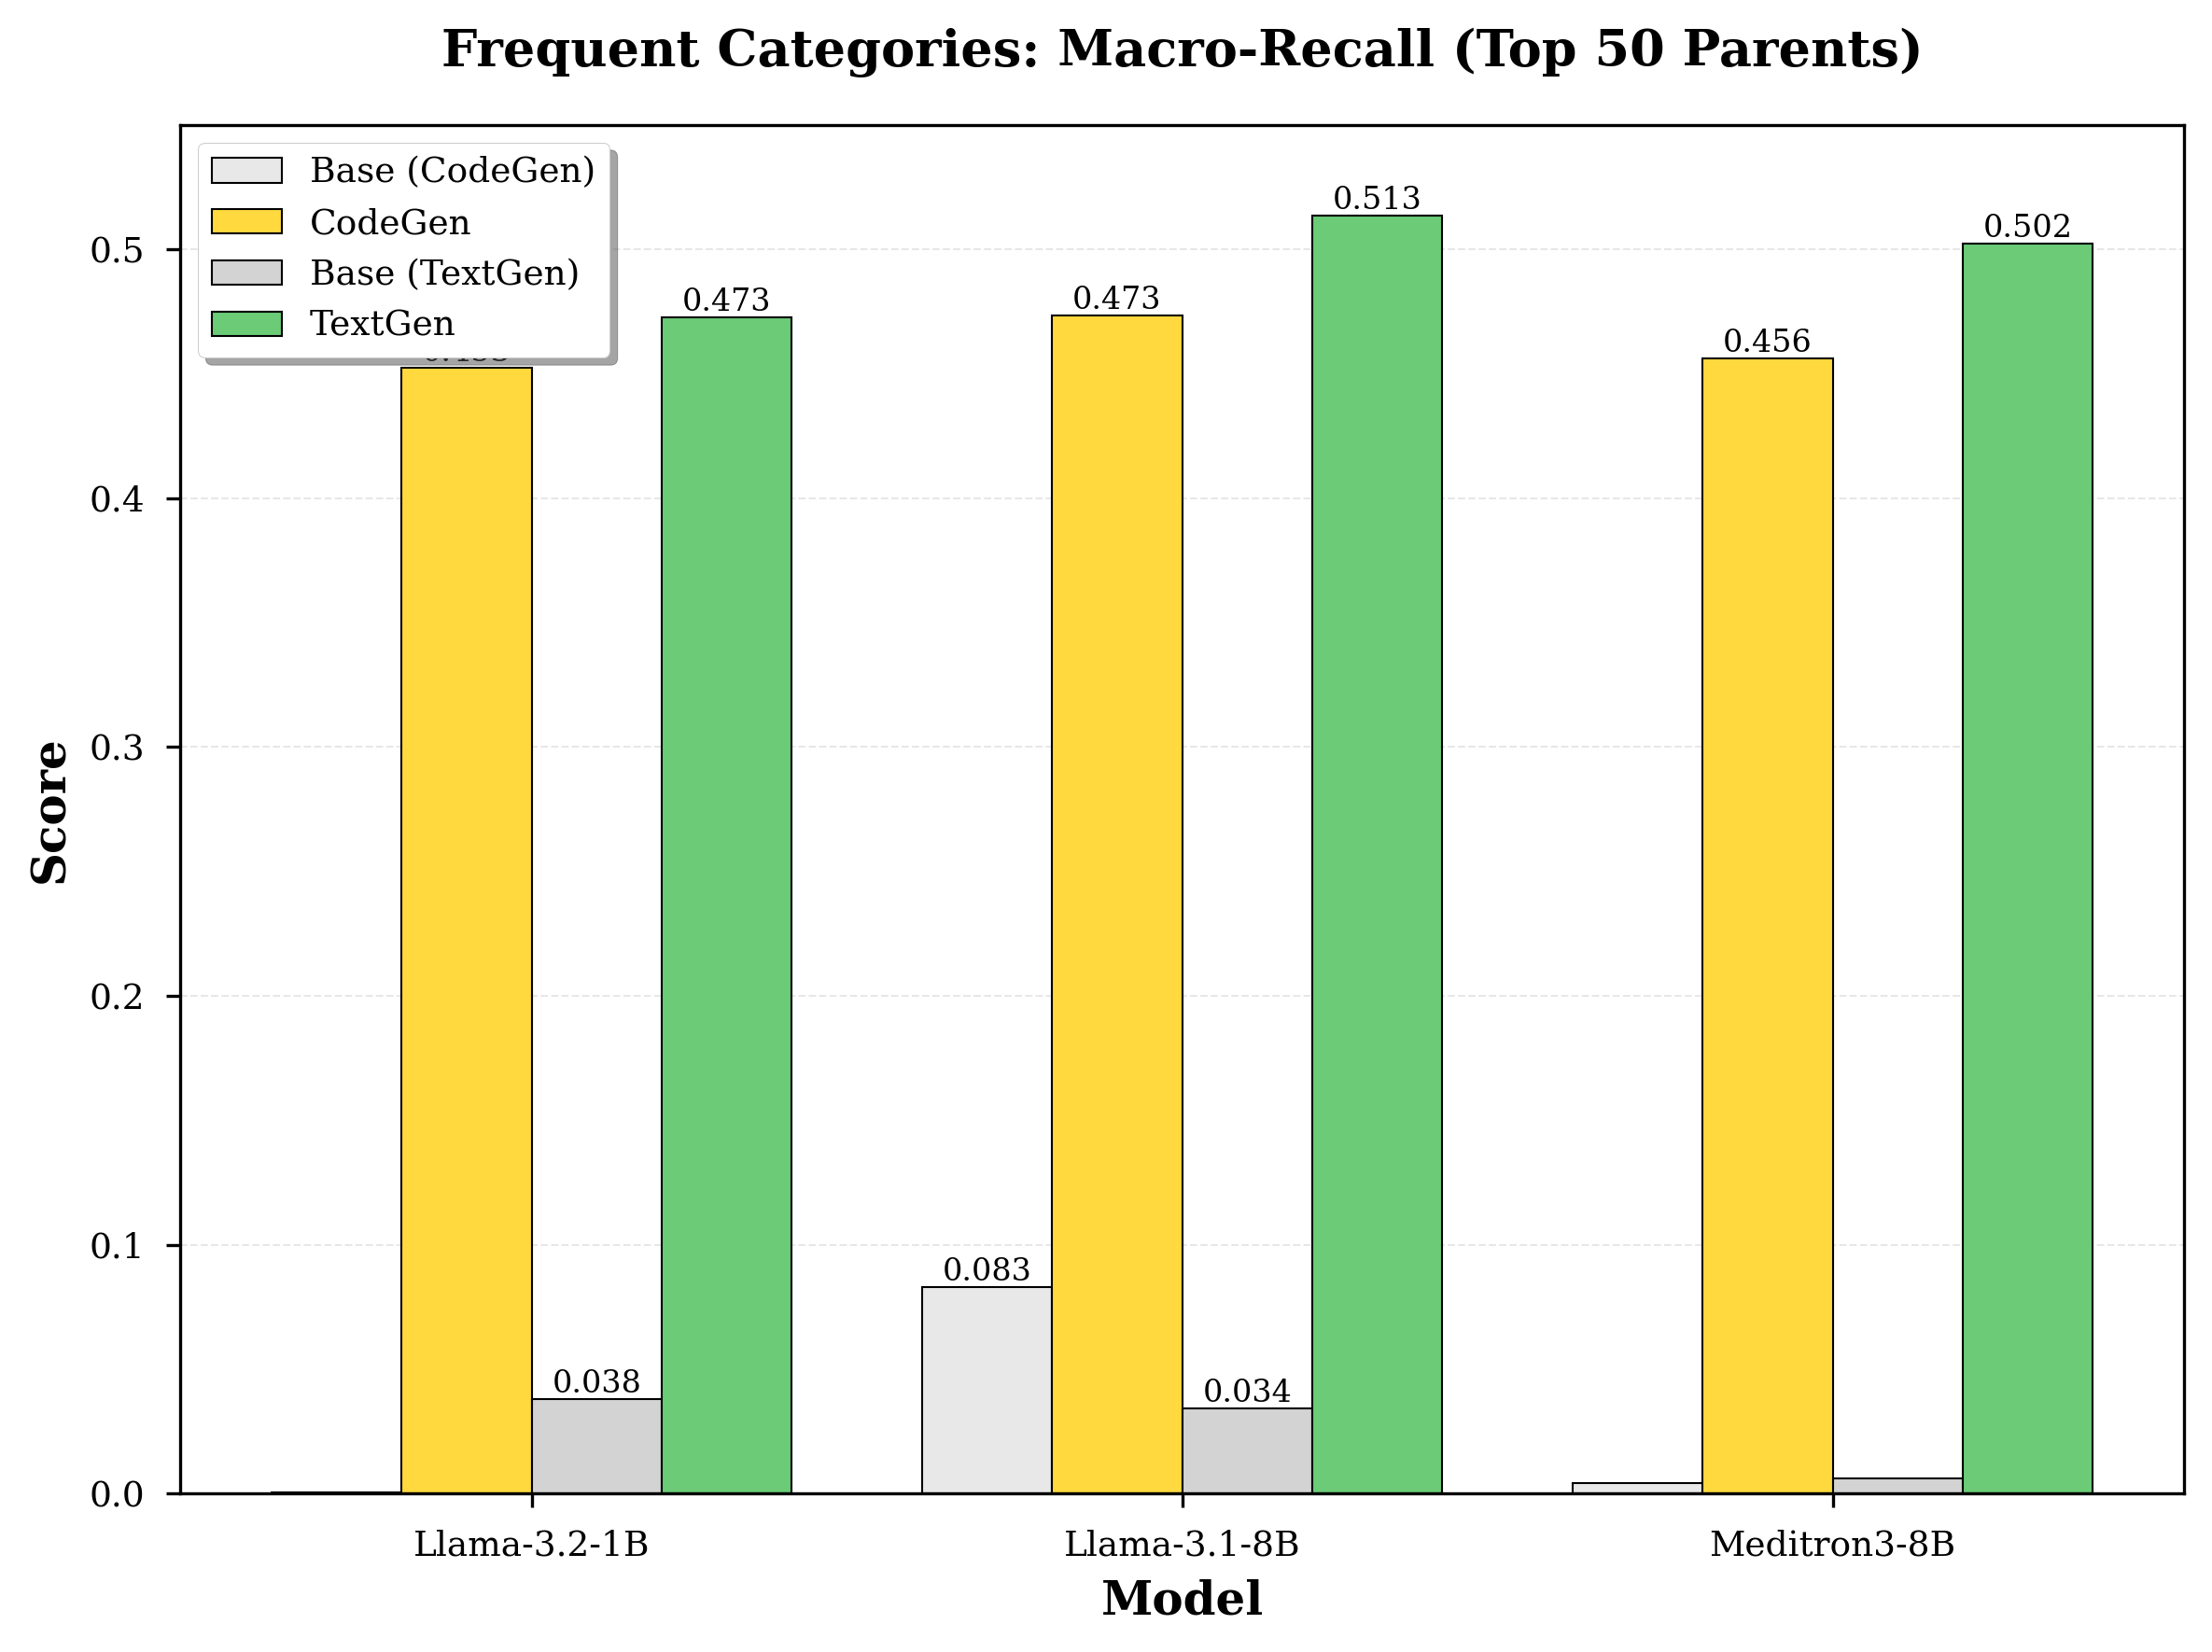 Frequent Categories: Macro-Recall (Top 50 Parents)
Base (CodeGen)
CodeGen
Base (TextGen)
TextGen
0.473
0.473
0.513
0.456
0.502
0.083
0.038
0.034
0.5
0.4
0.3
0.2
0.1
0.0
Score
Llama-3.2-1B
Llama-3.1-8B
Meditron3-8B
Model